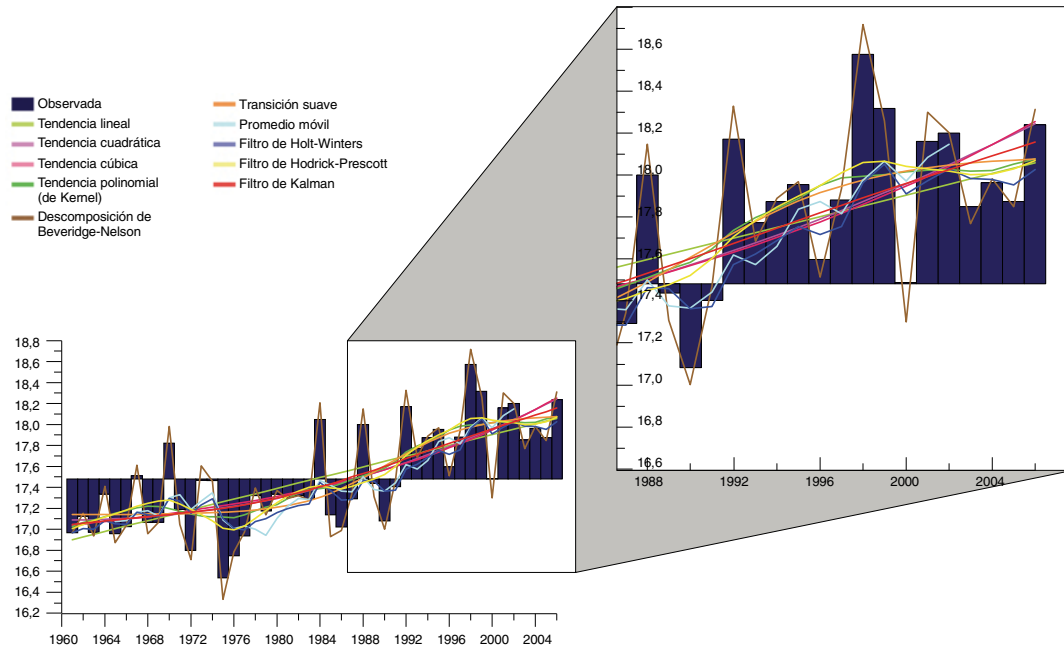 Observada
Tendencia lineal
Tendencia cuadrática
Tendencia cúbica
Tendencia polinomial
(de Kernel)
Descomposición de
Beveridge-Nelson
Transición suave
Promedio móvil
Filtro de Holt-Winters
Filtro de Hodrick-Prescott
Filtro de Kalman
18,6
18,4
18,2
18,0
17,8
17,6
17,4
17,2
17,0
16,8
16,6
1988 1992 1996 2000 2004
18,8
18,6
18,4
18,2
18,0
17,8
17,6
17,4
17,2
17,0
16,8
16,6
16,4
16,2
1960 1964 1968 1972 1976 1980 1984 1988 1992 1996 2000 2004